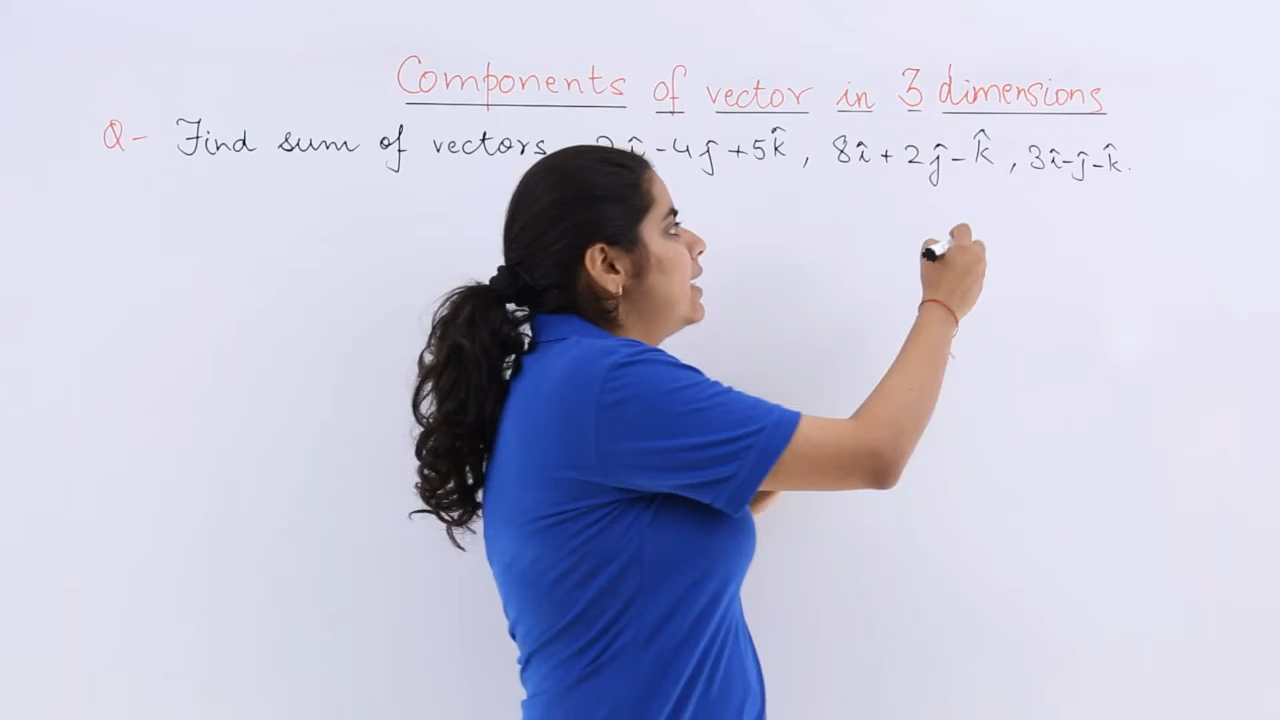 Components of vector in 3 dimensions
Q- Find sum of vectors î-4ĵ+5k̂, 8î+2ĵ-k̂, 3î-ĵ-k̂.